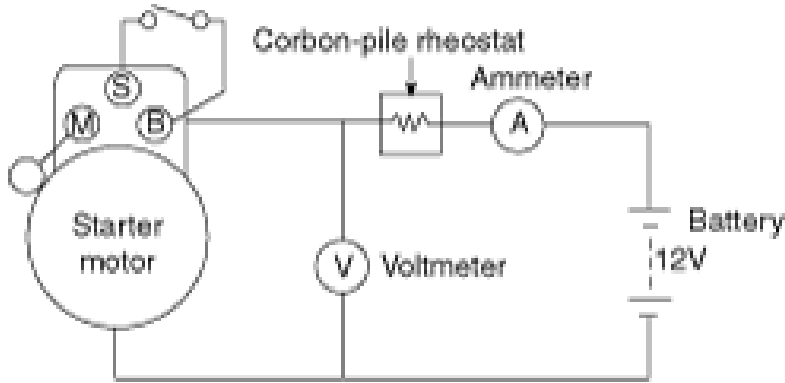 Corbon-pile rheostat
Ammeter
S
M
B
A
Starter
motor
V
Voltmeter
Battery
12V